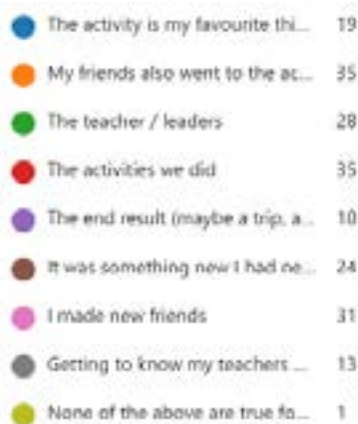 The activity is my favourite thi... 19
My friends also went to the ac... 35
The teacher / leaders 28
The activities we did 35
The end result (maybe a trip, a... 10
It was something new I had ne... 24
I made new friends 31
Getting to know my teachers ... 13
None of the above are true fo... 1